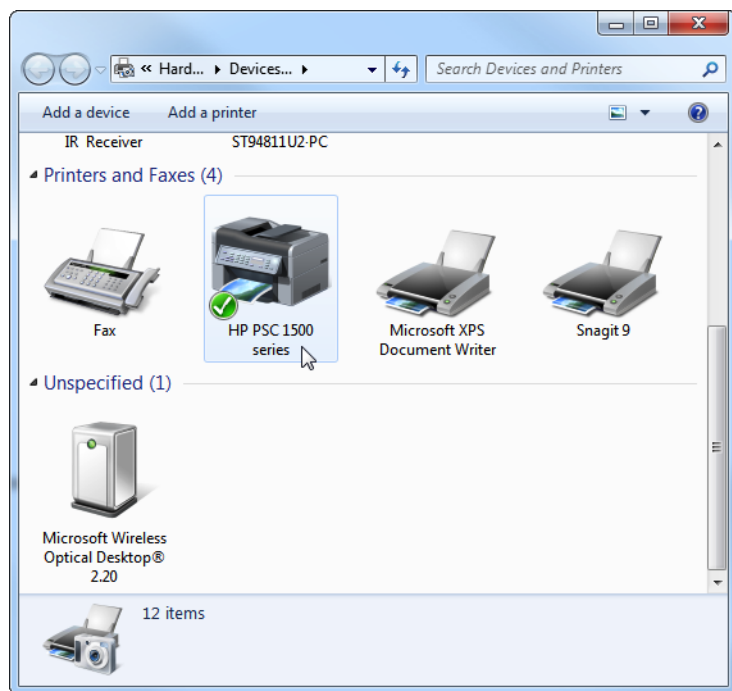 « Hard... ▸ Devices... ▸
Search Devices and Printers
Add a device Add a printer
IR Receiver ST94811U2-PC
Printers and Faxes (4)
Fax
HP PSC 1500
series
Microsoft XPS
Document Writer
Snagit 9
Unspecified (1)
Microsoft Wireless
Optical Desktop®
2.20
12 items